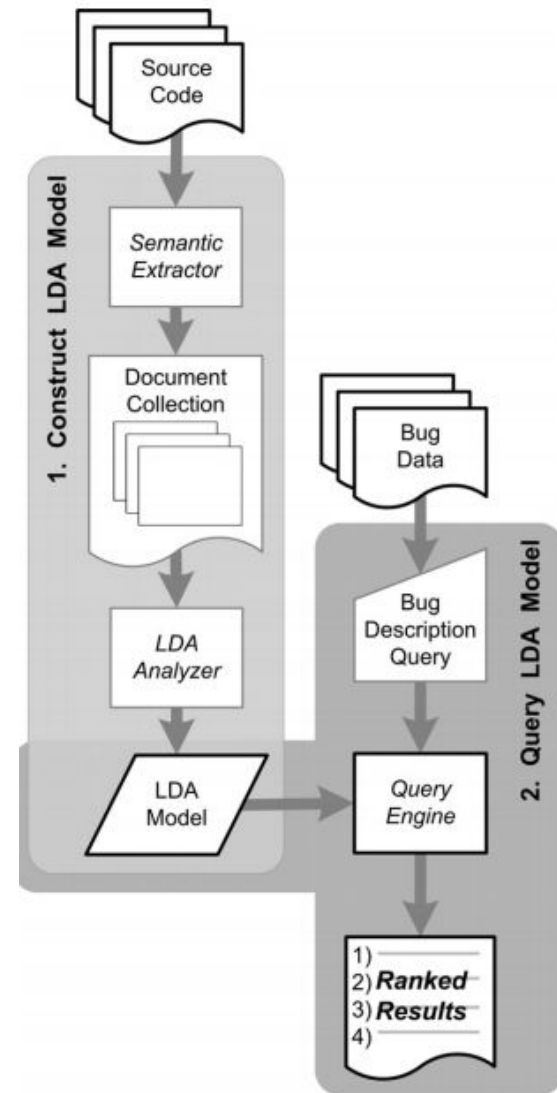 Source
Code
1. Construct LDA Model
Semantic
Extractor
Document
Collection
LDA
Analyzer
LDA
Model
Bug
Data
2. Query LDA Model
Bug
Description
Query
Query
Engine
1)
2) Ranked
3) Results
4)